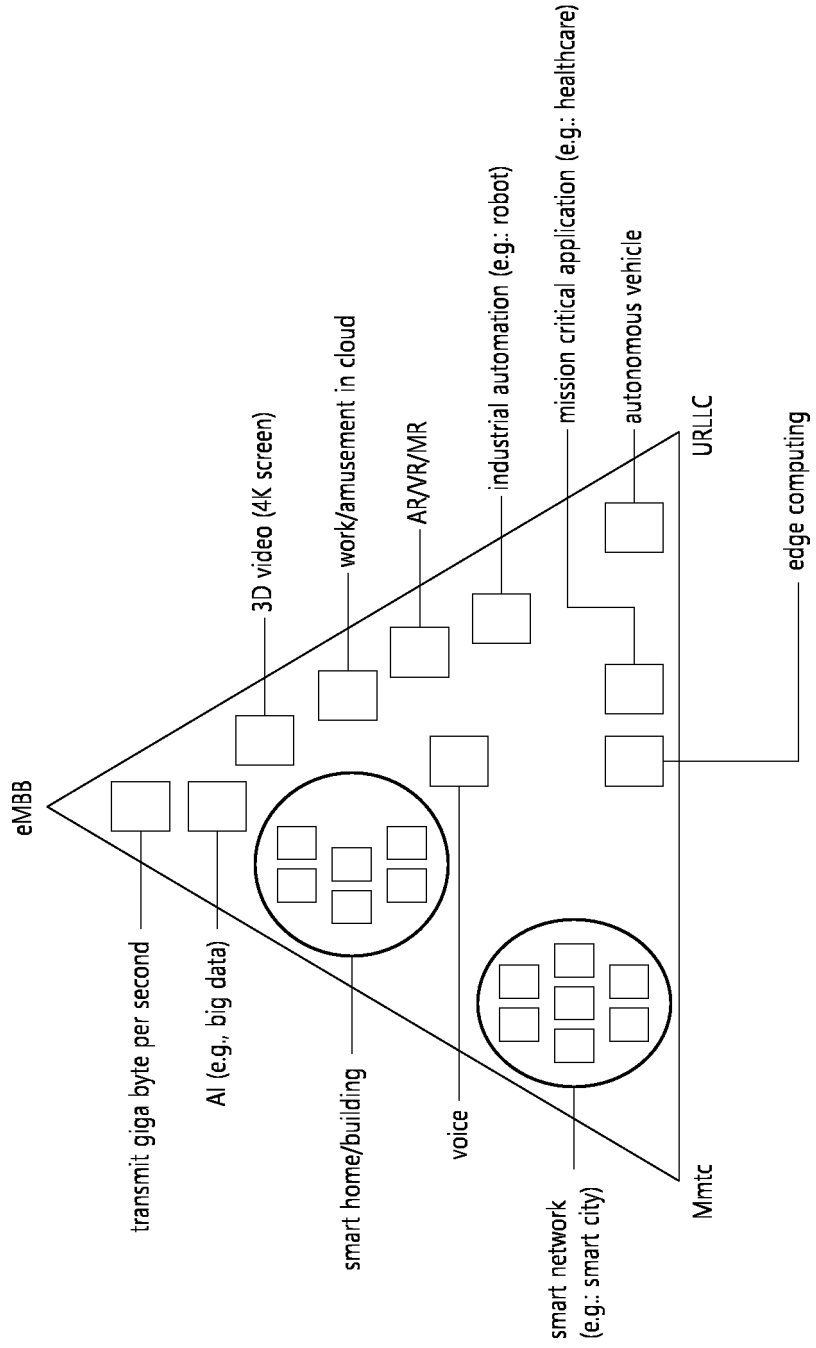 eMBB
transmit giga byte per second
AI (e.g., big data)
3D video (4K screen)
smart home/building
work/amusement in cloud
AR/VR/MR
voice
industrial automation (e.g.: robot)
mission critical application (e.g.: healthcare)
smart network
(e.g.: smart city)
autonomous vehicle
Mmtc
URLLC
edge computing